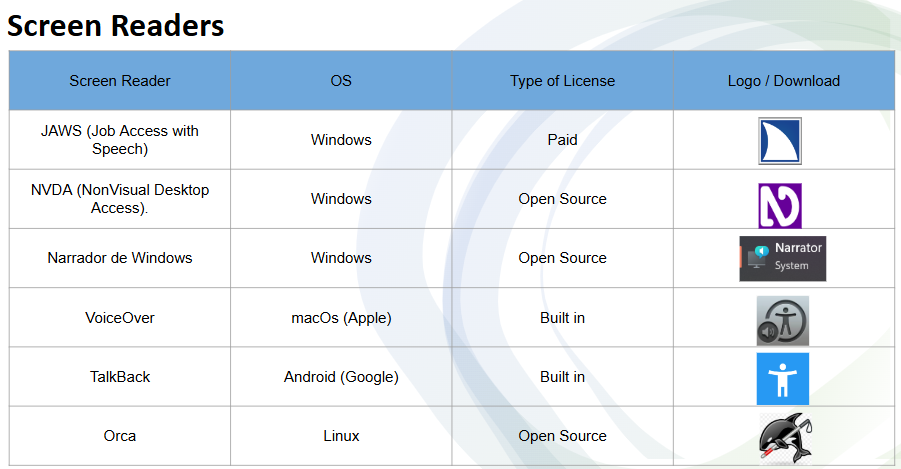 Screen Readers
Screen Reader
OS
Type of License
Logo / Download
JAWS (Job Access with
Speech)
Windows
Paid
NVDA (NonVisual Desktop
Access).
Windows
Open Source
Narrador de Windows
Windows
Open Source
Narrator
System
VoiceOver
macOs (Apple)
Built in
TalkBack
Android (Google)
Built in
Orca
Linux
Open Source